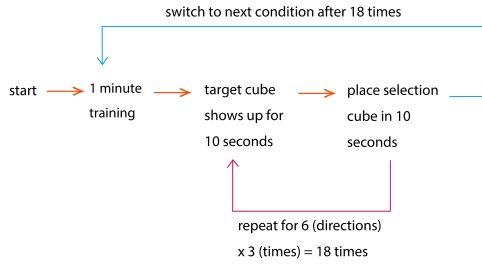 switch to next condition after 18 times
start
1 minute
training
target cube
shows up for
10 seconds
place selection
cube in 10
seconds
repeat for 6 (directions)
x 3 (times) = 18 times